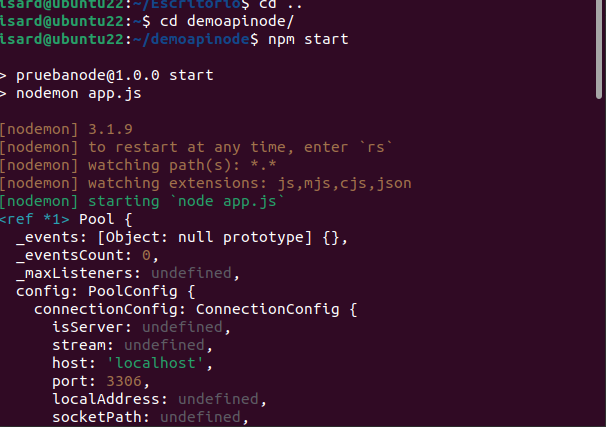 isard@ubuntu22:~/Escritorio$ cd ..
isard@ubuntu22:~$ cd demoapinode/
isard@ubuntu22:~/demoapinode$ npm start
> pruebanode@1.0.0 start
> nodemon app.js
[nodemon] 3.1.9
[nodemon] to restart at any time, enter `rs`
[nodemon] watching path(s): *.*
[nodemon] watching extensions: js,mjs,cjs,json
[nodemon] starting `node app.js`
<ref *1> Pool {
  _events: [Object: null prototype] {},
  _eventsCount: 0,
  _maxListeners: undefined,
  config: PoolConfig {
    connectionConfig: ConnectionConfig {
      isServer: undefined,
      stream: undefined,
      host: 'localhost',
      port: 3306,
      localAddress: undefined,
      socketPath: undefined,